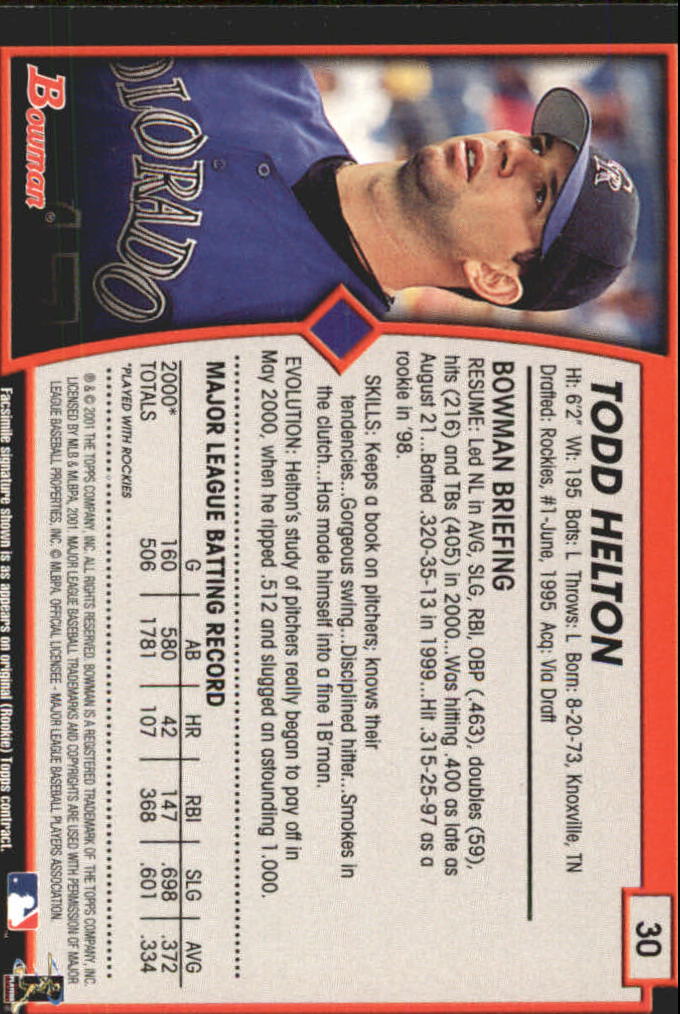 30
TODD HELTON
Ht: 6'2" Wt: 195 Bats: L Throws: L Born: 8-20-73, Knoxville, TN
Drafted: Rockies, #1-June, 1995 Acq: Via Draft
BOWMAN BRIEFING
RESUME: Led NL in AVG, SLG, RBI, OBP (.463), doubles (59),
hits (216) and TBs (405) in 2000...Was hitting .400 as late as
August 21...Batted .320-35-13 in 1999...Hit .315-25-97 as a
rookie in '98.
SKILLS: Keeps a book on pitchers; knows their
tendencies...Gorgeous swing...Disciplined hitter...Smokes in
the clutch...Has made himself into a fine 1B'man.
EVOLUTION: Helton's study of pitchers really began to pay off in
May 2000, when he ripped .512 and slugged an astounding 1.000.
MAJOR LEAGUE BATTING RECORD
G AB HR RBI SLG AVG
2000* 160 580 42 147 .698 .372
TOTALS 506 1781 107 368 .601 .334
*PLAYED WITH ROCKIES
® & © 2001 THE TOPPS COMPANY, INC. ALL RIGHTS RESERVED. BOWMAN IS A REGISTERED TRADEMARK OF THE TOPPS COMPANY, INC.
LICENSED BY MLB & MLBPA, 2001. MAJOR LEAGUE BASEBALL TRADEMARKS AND COPYRIGHTS ARE USED WITH PERMISSION OF MAJOR
LEAGUE BASEBALL PROPERTIES, INC. © MLBPA. OFFICIAL LICENSEE - MAJOR LEAGUE BASEBALL PLAYERS ASSOCIATION.
Facsimile signature shown is as appears on original (Rookie) Topps contract.
OLORADO
CR
Bowman®